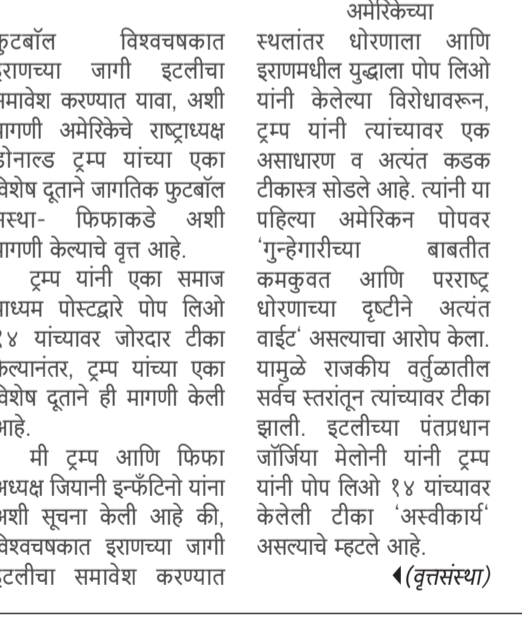 फुटबॉल विश्वचषकात
इराणच्या जागी इटलीचा
समावेश करण्यात यावा, अशी
मागणी अमेरिकेचे राष्ट्राध्यक्ष
डोनाल्ड ट्रम्प यांच्या एका
विशेष दूताने जागतिक फुटबॉल
संस्था- फिफाकडे अशी
मागणी केल्याचे वृत्त आहे.
ट्रम्प यांनी एका समाज
माध्यम पोस्टद्वारे पोप लिओ
१४ यांच्यावर जोरदार टीका
केल्यानंतर, ट्रम्प यांच्या एका
विशेष दूताने ही मागणी केली
आहे.
मी ट्रम्प आणि फिफा
अध्यक्ष जियानी इन्फँटिनो यांना
अशी सूचना केली आहे की,
विश्वचषकात इराणच्या जागी
इटलीचा समावेश करण्यात
अमेरिकेच्या
स्थलांतर धोरणाला आणि
इराणमधील युद्धाला पोप लिओ
यांनी केलेल्या विरोधावरून,
ट्रम्प यांनी त्यांच्यावर एक
असाधारण व अत्यंत कडक
टीकास्त्र सोडले आहे. त्यांनी या
पहिल्या अमेरिकन पोपवर
‘गुन्हेगारीच्या बाबतीत
कमकुवत आणि परराष्ट्र
धोरणाच्या दृष्टीने अत्यंत
वाईट‘ असल्याचा आरोप केला.
यामुळे राजकीय वर्तुळातील
सर्वच स्तरांतून त्यांच्यावर टीका
झाली. इटलीच्या पंतप्रधान
जॉर्जिया मेलोनी यांनी ट्रम्प
यांनी पोप लिओ १४ यांच्यावर
केलेली टीका ‘अस्वीकार्य‘
असल्याचे म्हटले आहे.
(वृत्तसंस्था)